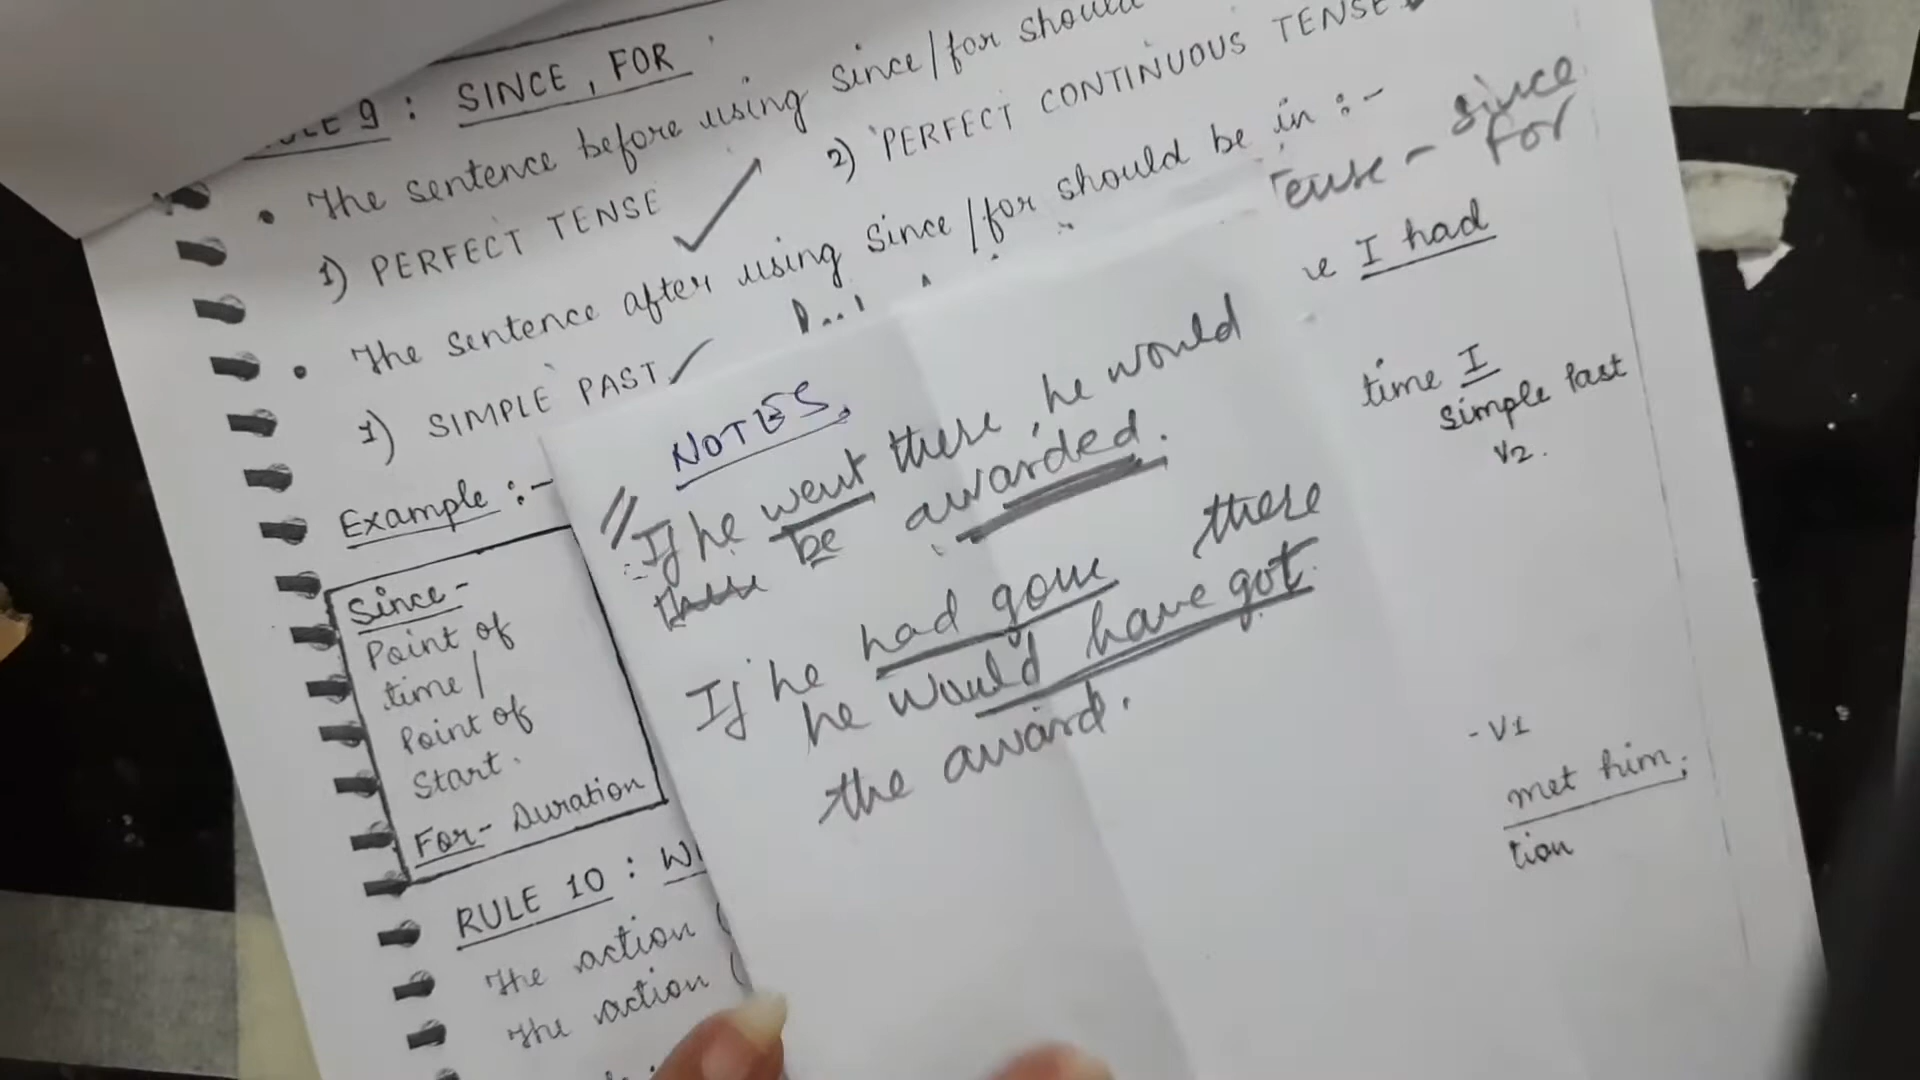 9 : SINCE, FOR
• The sentence before using since/for should
1) PERFECT TENSE ✓ 2) PERFECT CONTINUOUS TENSE
• The sentence after using since/for should be in :-
1) SIMPLE PAST ✓
Example :-
Since-
Point of
time /
Point of
Start.
For- Duration
RULE 10 :
The action
The action
NOTES
If he went there, he would
be awarded.
If he had gone there
he would have got
the award.
since
for
I had
time I
simple Past
V2.
- V1
met him;
tion